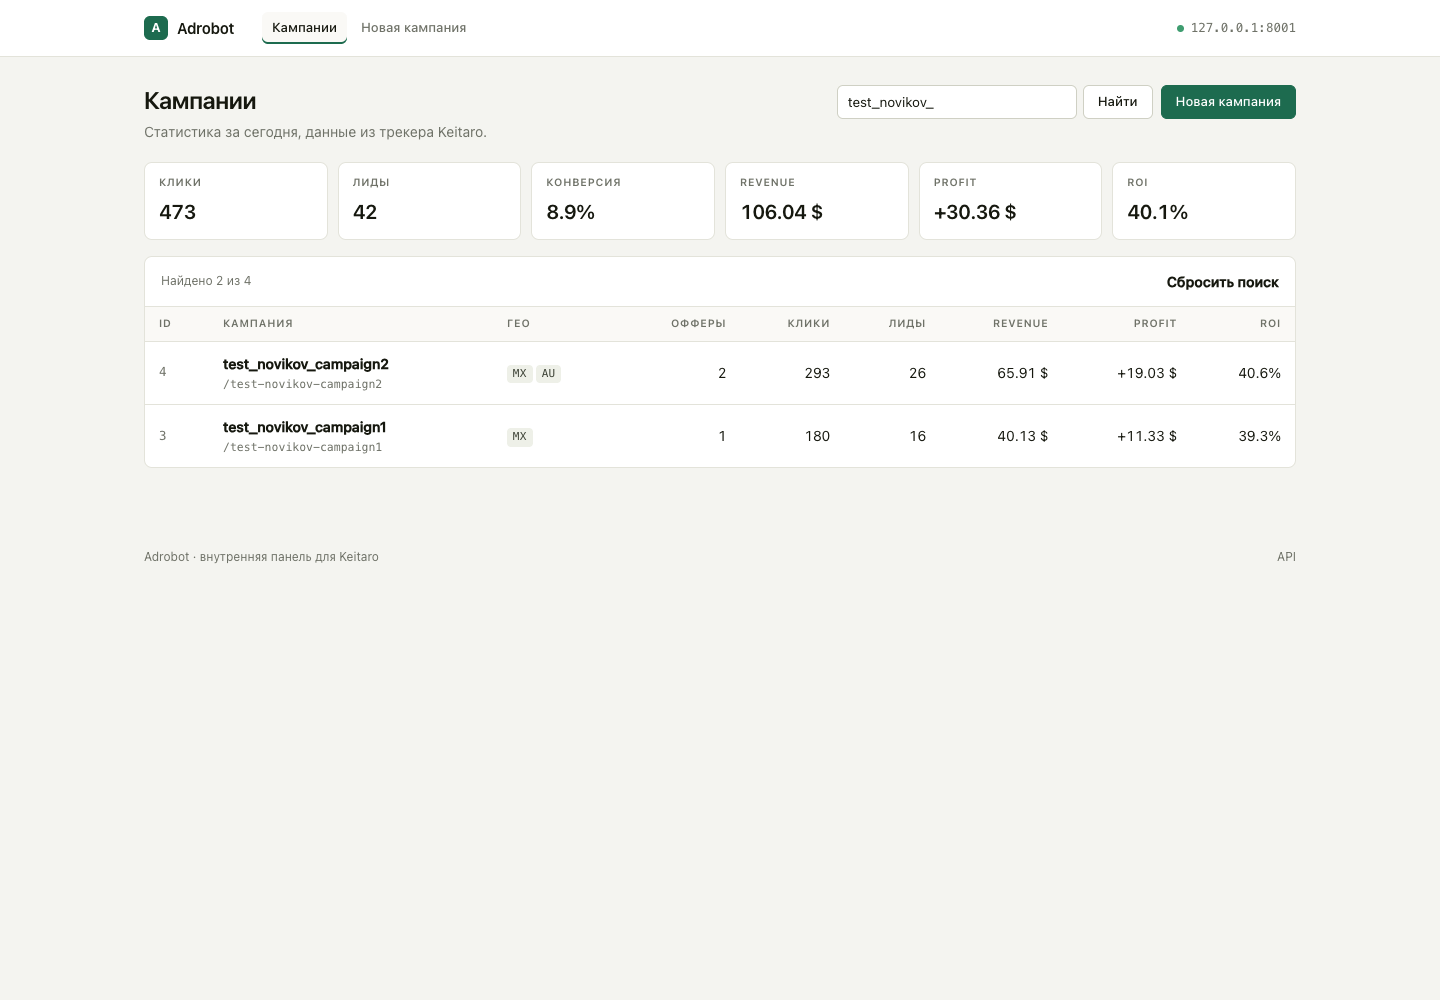 A Adrobot Кампании Новая кампания 127.0.0.1:8001
Кампании test_novikov_ Найти Новая кампания
Статистика за сегодня, данные из трекера Keitaro.
КЛИКИ ЛИДЫ КОНВЕРСИЯ REVENUE PROFIT ROI
473 42 8.9% 106.04 $ +30.36 $ 40.1%
Найдено 2 из 4 Сбросить поиск
ID КАМПАНИЯ ГЕО ОФФЕРЫ КЛИКИ ЛИДЫ REVENUE PROFIT ROI
4 test_novikov_campaign2 MX AU 2 293 26 65.91 $ +19.03 $ 40.6%
/test-novikov-campaign2
3 test_novikov_campaign1 MX 1 180 16 40.13 $ +11.33 $ 39.3%
/test-novikov-campaign1
Adrobot · внутренняя панель для Keitaro API